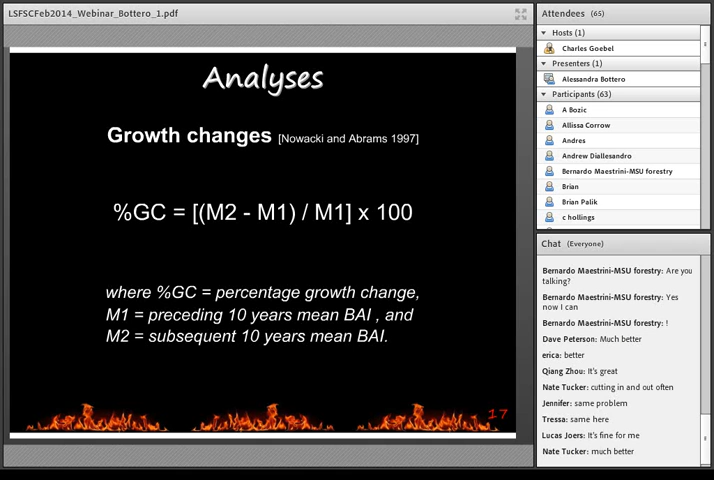 LSFSCFeb2014_Webinar_Bottero_1.pdf
Analyses
Growth changes [Nowacki and Abrams 1997]
%GC = [(M2 - M1) / M1] x 100
where %GC = percentage growth change,
M1 = preceding 10 years mean BAI , and
M2 = subsequent 10 years mean BAI.
17
Attendees (65)
Hosts (1)
Charles Goebel
Presenters (1)
Alessandra Bottero
Participants (63)
A Bozic
Allissa Corrow
Andres
Andrew Diallesandro
Bernardo Maestrini-MSU forestry
Brian
Brian Palik
c hollings
Chat (Everyone)
Bernardo Maestrini-MSU forestry: Are you
talking?
Bernardo Maestrini-MSU forestry: Yes
now I can
Bernardo Maestrini-MSU forestry: !
Dave Peterson: Much better
erica: better
Qiang Zhou: It's great
Nate Tucker: cutting in and out often
Jennifer: same problem
Tressa: same here
Lucas Joers: It's fine for me
Nate Tucker: much better